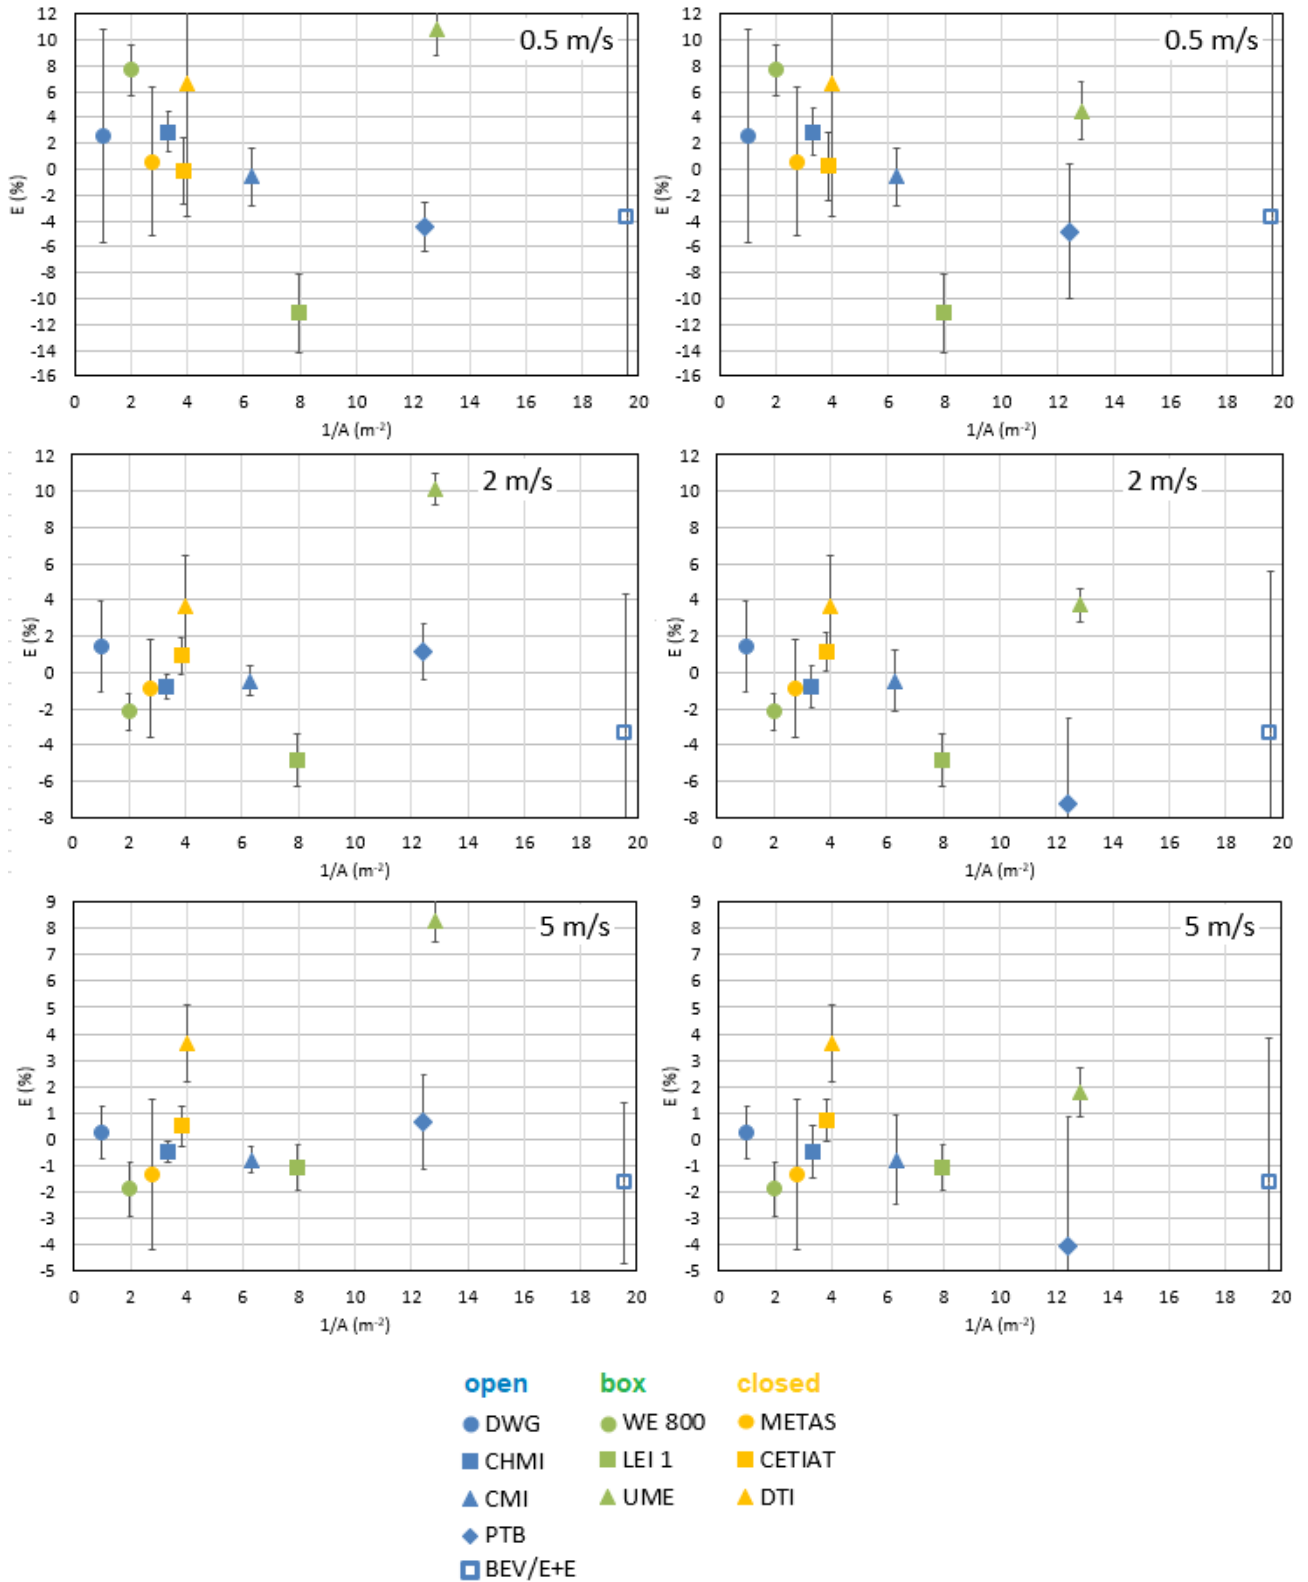 12 12
10 0.5 m/s 10 0.5 m/s
8 8
6 6
4 4
2 2
0 0
-2 -2
-4 -4
-6 -6
-8 -8
-10 -10
-12 -12
-14 -14
-16 -16
E (%) E (%)
0 2 4 6 8 10 12 14 16 18 20 0 2 4 6 8 10 12 14 16 18 20
1/A (m⁻²) 1/A (m⁻²)
12 12
10 2 m/s 10 2 m/s
8 8
6 6
4 4
2 2
0 0
-2 -2
-4 -4
-6 -6
-8 -8
E (%) E (%)
0 2 4 6 8 10 12 14 16 18 20 0 2 4 6 8 10 12 14 16 18 20
1/A (m⁻²) 1/A (m⁻²)
9 9
8 5 m/s 8 5 m/s
7 7
6 6
5 5
4 4
3 3
2 2
1 1
0 0
-1 -1
-2 -2
-3 -3
-4 -4
-5 -5
E (%) E (%)
0 2 4 6 8 10 12 14 16 18 20 0 2 4 6 8 10 12 14 16 18 20
1/A (m⁻²) 1/A (m⁻²)
open box closed
DWG WE 800 METAS
CHMI LEI 1 CETIAT
CMI UME DTI
PTB
BEV/E+E